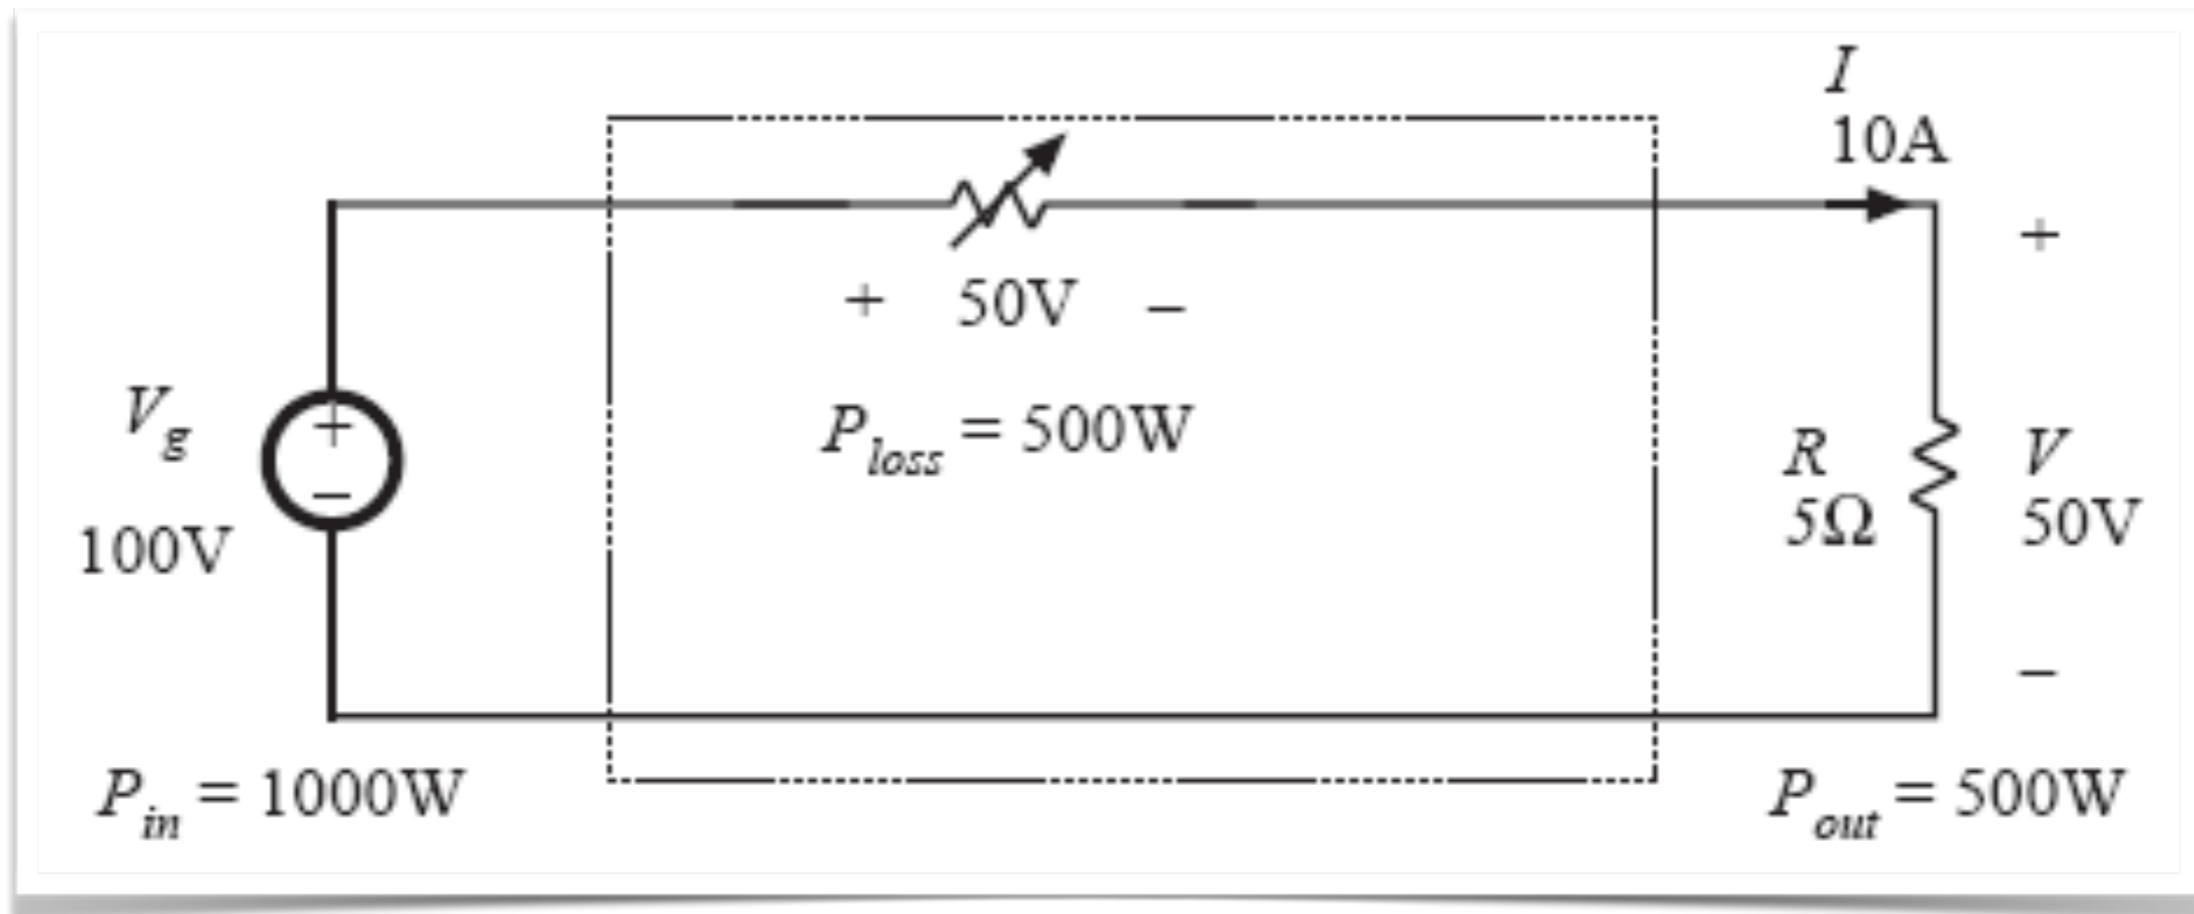 I
10A
+ 50V −
P_loss = 500W
V_g
100V
+
−
R
5Ω
+
V
50V
−
P_in = 1000W
P_out = 500W